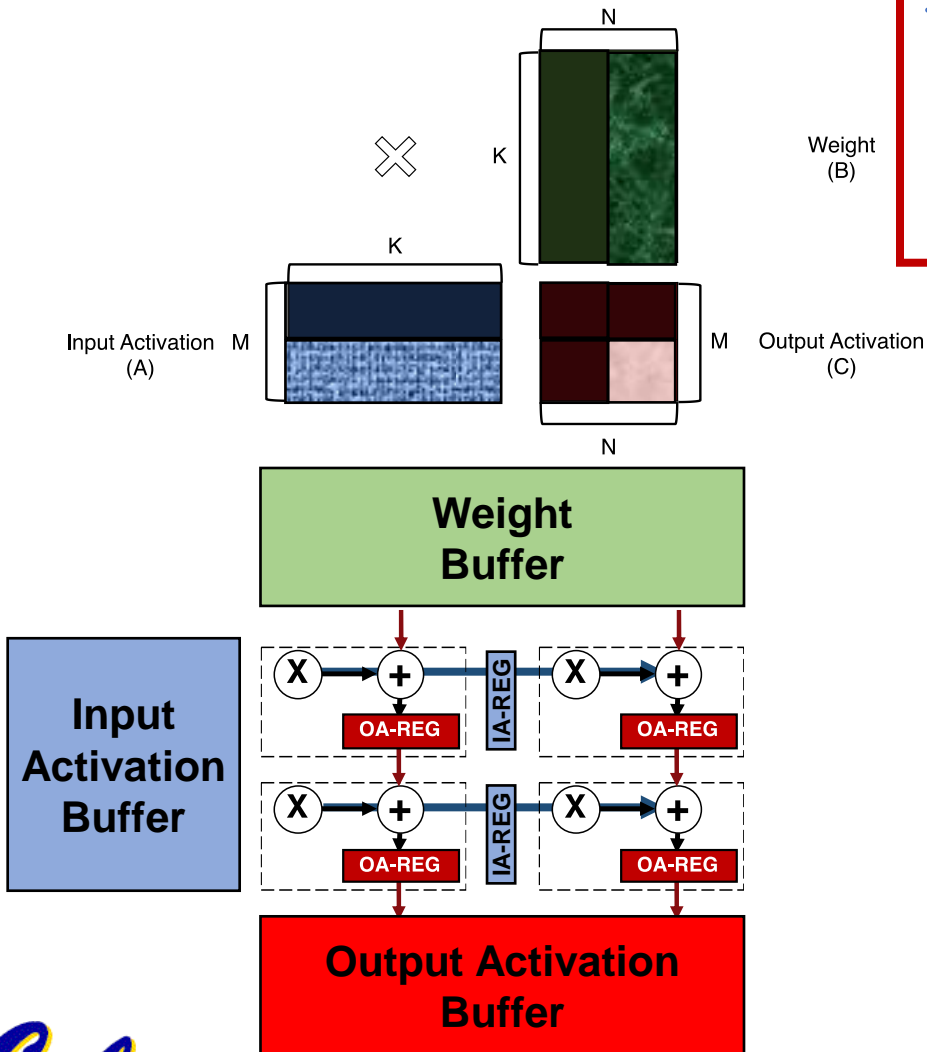 N
K
Weight
(B)
K
Input Activation
(A)
M
M
Output Activation
(C)
N
Weight
Buffer
Input
Activation
Buffer
X
+
IA-REG
X
+
OA-REG
OA-REG
X
+
IA-REG
X
+
OA-REG
OA-REG
Output Activation
Buffer